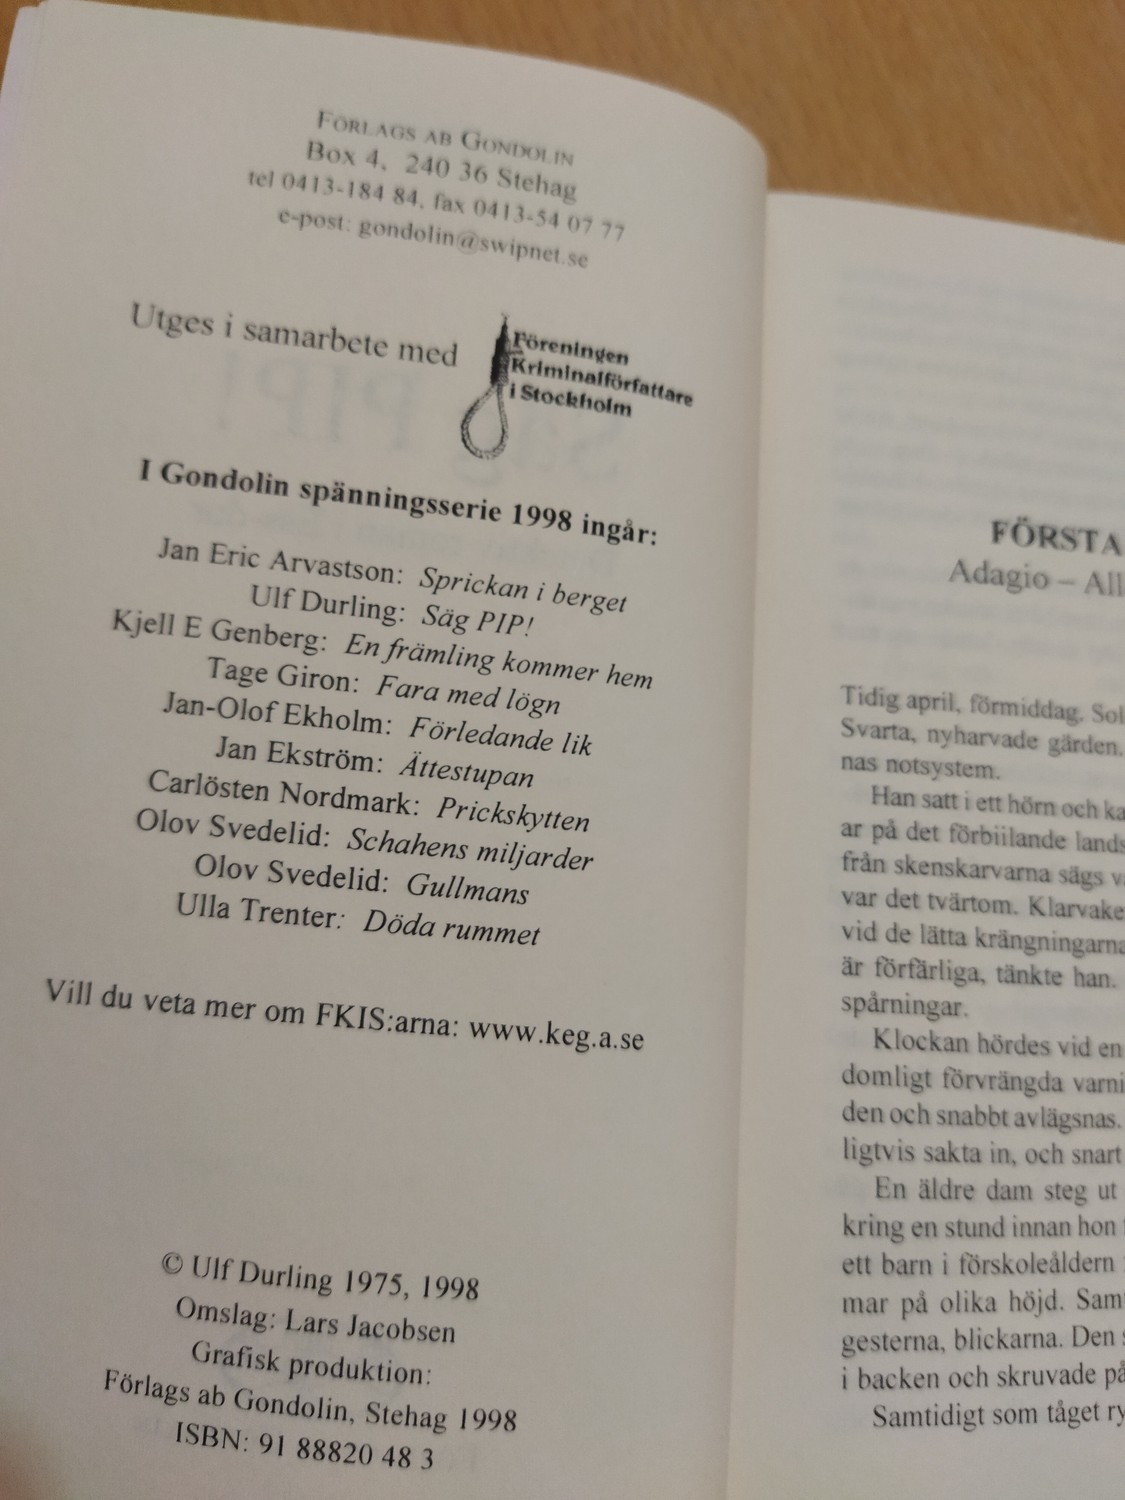 FÖRLAGS AB GONDOLIN
Box 4, 240 36 Stehag
tel 0413-184 84, fax 0413-54 07 77
e-post: gondolin@swipnet.se
Utges i samarbete med
Föreningen
Kriminalförfattare
i Stockholm
I Gondolin spänningsserie 1998 ingår:
Jan Eric Arvastson: Sprickan i berget
Ulf Durling: Säg PIP!
Kjell E Genberg: En främling kommer hem
Tage Giron: Fara med lögn
Jan-Olof Ekholm: Förledande lik
Jan Ekström: Ättestupan
Carlösten Nordmark: Prickskytten
Olov Svedelid: Schahens miljarder
Olov Svedelid: Gullmans
Ulla Trenter: Döda rummet
Vill du veta mer om FKIS:arna: www.keg.a.se
© Ulf Durling 1975, 1998
Omslag: Lars Jacobsen
Grafisk produktion:
Förlags ab Gondolin, Stehag 1998
ISBN: 91 88820 48 3
FÖRSTA
Adagio – All
Tidig april, förmiddag. Sol
Svarta, nyharvade gärden.
nas notsystem.
Han satt i ett hörn och ka
ar på det förbiilande lands
från skenskarvarna sägs v
var det tvärtom. Klarvake
vid de lätta krängningarna
är förfärliga, tänkte han.
spårningar.
Klockan hördes vid en
domligt förvrängda varni
den och snabbt avlägsnas.
ligtvis sakta in, och snart
En äldre dam steg ut
kring en stund innan hon
ett barn i förskoleåldern
mar på olika höjd. Samt
gesterna, blickarna. Den
i backen och skruvade på
Samtidigt som tåget ry